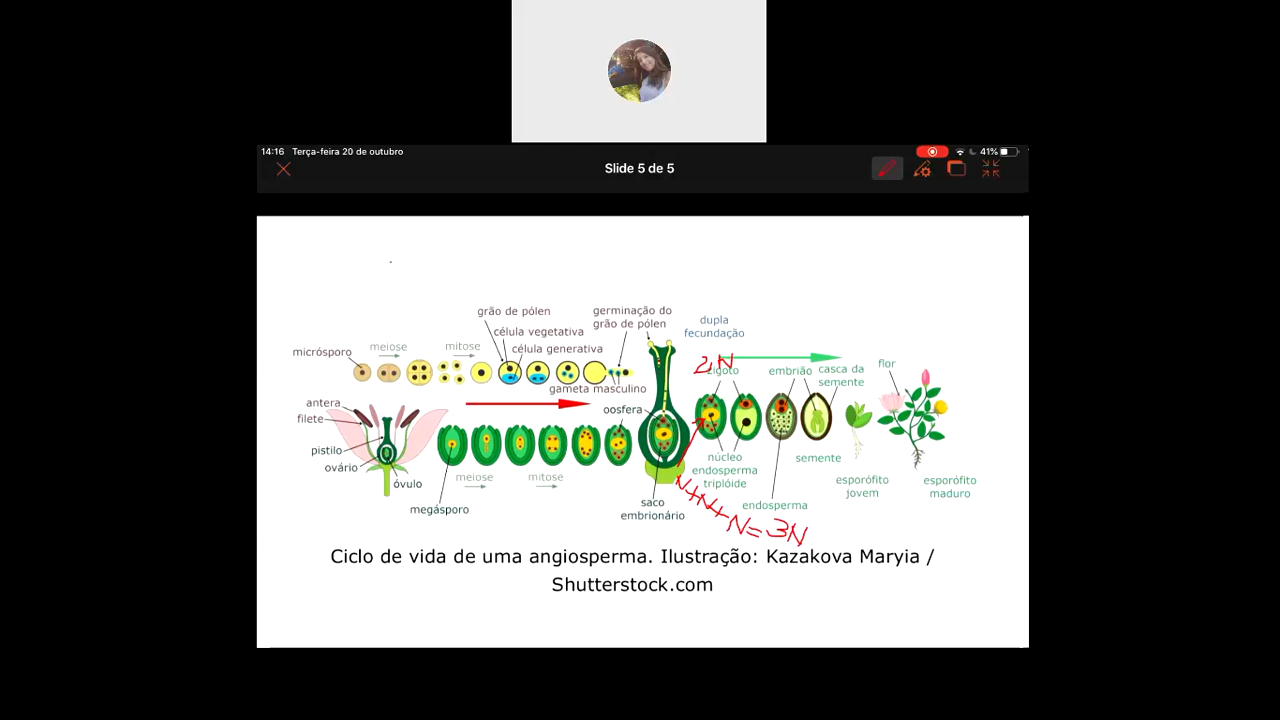 14:16 Terça-feira 20 de outubro
41%
Slide 5 de 5
grão de pólen
germinação do
grão de pólen
dupla
fecundação
célula vegetativa
célula generativa
micrósporo
meiose
mitose
gameta masculino
2N
zigoto
embrião
casca da
semente
flor
antera
filete
pistilo
ovário
óvulo
oosfera
megásporo
meiose
mitose
saco
embrionário
núcleo
endosperma
triplóide
endosperma
semente
esporófito
jovem
esporófito
maduro
N+N+N=3N
Ciclo de vida de uma angiosperma. Ilustração: Kazakova Maryia /
Shutterstock.com